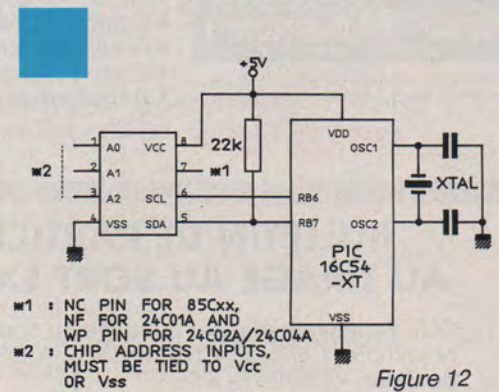 +5V
1 A0 VCC 8
22k
VDD
OSC1
2 A1 7 *1
*2
3 A2 SCL 6
RB6
XTAL
4 VSS SDA 5
RB7
OSC2
PIC
16C54
-XT
VSS
*1 : NC PIN FOR 85Cxx,
NF FOR 24C01A AND
WP PIN FOR 24C02A/24C04A
*2 : CHIP ADDRESS INPUTS,
MUST BE TIED TO Vcc
OR Vss
Figure 12